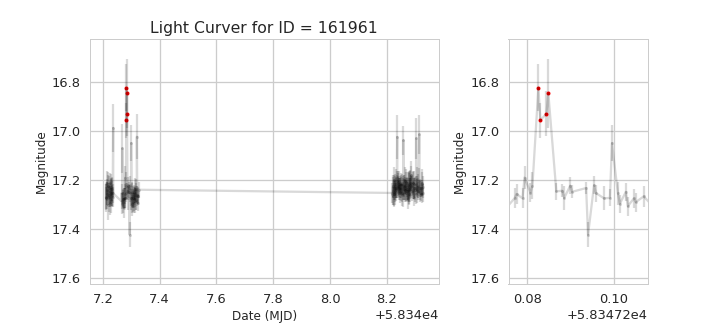 Light Curver for ID = 161961
Magnitude
16.8
17.0
17.2
17.4
17.6
7.2 7.4 7.6 7.8 8.0 8.2
Date (MJD)
+5.834e4
Magnitude
16.8
17.0
17.2
17.4
17.6
0.08 0.10
+5.83472e4